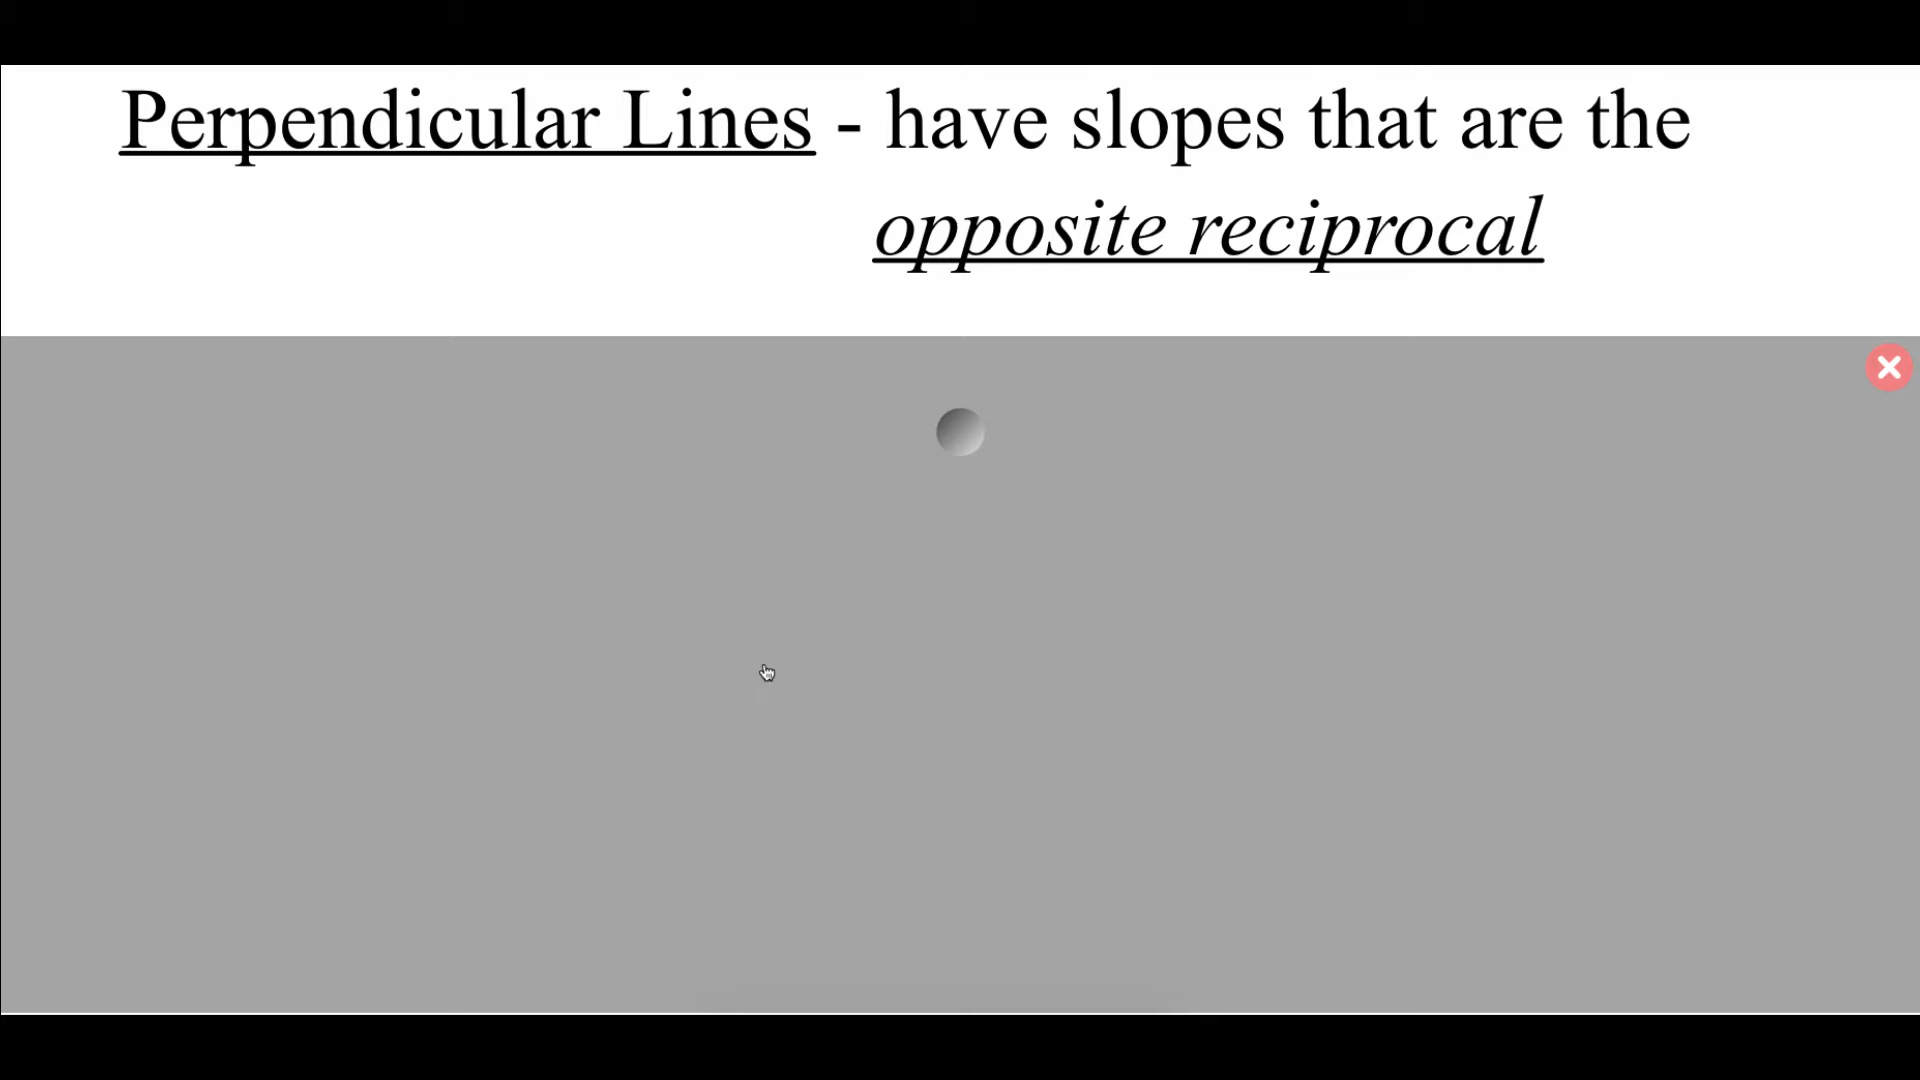 Perpendicular Lines - have slopes that are the
opposite reciprocal